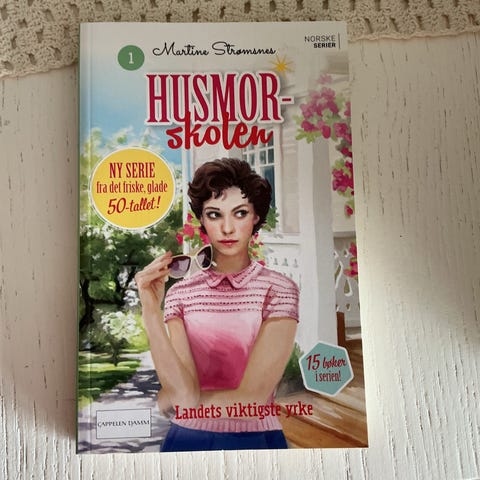 1
Martine Strømsnes
NORSKE
SERIER
HUSMOR-
skolen
NY SERIE
fra det friske, glade
50-tallet!
15 bøker
i serien!
Landets viktigste yrke
CAPPELEN DAMM